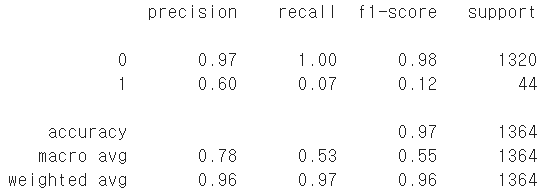 precision recall f1-score support
0 0.97 1.00 0.98 1320
1 0.60 0.07 0.12 44
accuracy 0.97 1364
macro avg 0.78 0.53 0.55 1364
weighted avg 0.96 0.97 0.96 1364